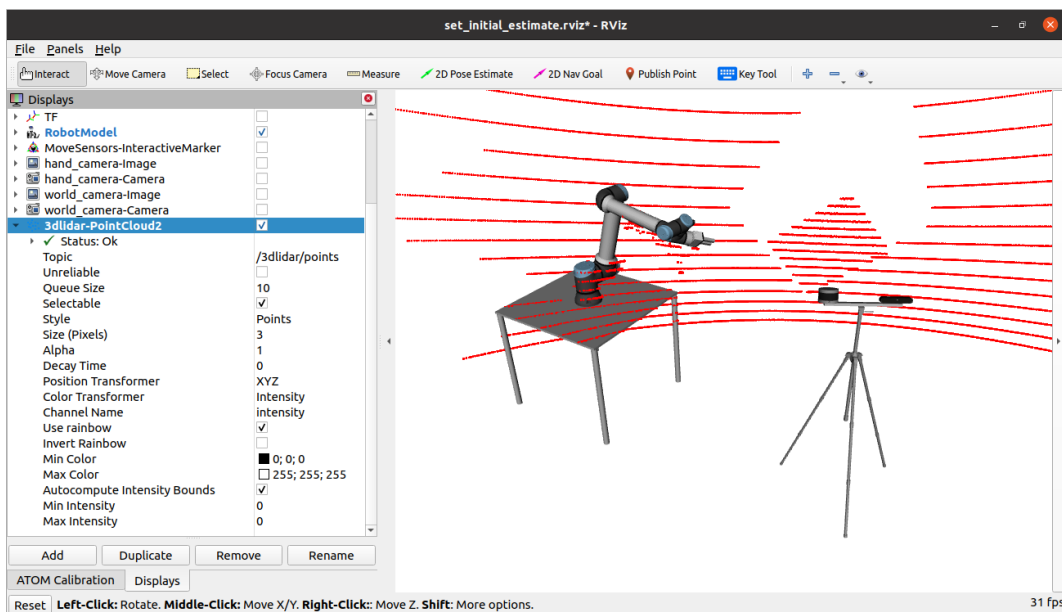 set_initial_estimate.rviz* - RViz
File Panels Help
Interact Move Camera Select Focus Camera Measure 2D Pose Estimate 2D Nav Goal Publish Point Key Tool
Displays
TF
RobotModel
MoveSensors-InteractiveMarker
hand_camera-Image
hand_camera-Camera
world_camera-Image
world_camera-Camera
3dlidar-PointCloud2
Status: Ok
Topic /3dlidar/points
Unreliable
Queue Size 10
Selectable
Style Points
Size (Pixels) 3
Alpha 1
Decay Time 0
Position Transformer XYZ
Color Transformer Intensity
Channel Name intensity
Use rainbow
Invert Rainbow
Min Color 0; 0; 0
Max Color 255; 255; 255
Autocompute Intensity Bounds
Min Intensity 0
Max Intensity 0
Add Duplicate Remove Rename
ATOM Calibration Displays
Reset Left-Click: Rotate. Middle-Click: Move X/Y. Right-Click:: Move Z. Shift: More options. 31 fps